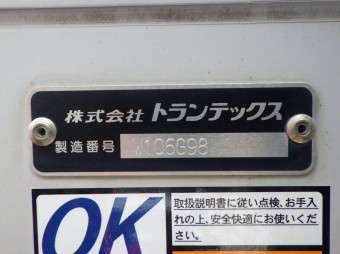 株式会社 トランテックス
製造番号 X106G98
OK
取扱説明書に従い点検、お手入
れの上、安全快適にお使いくだ
さい。